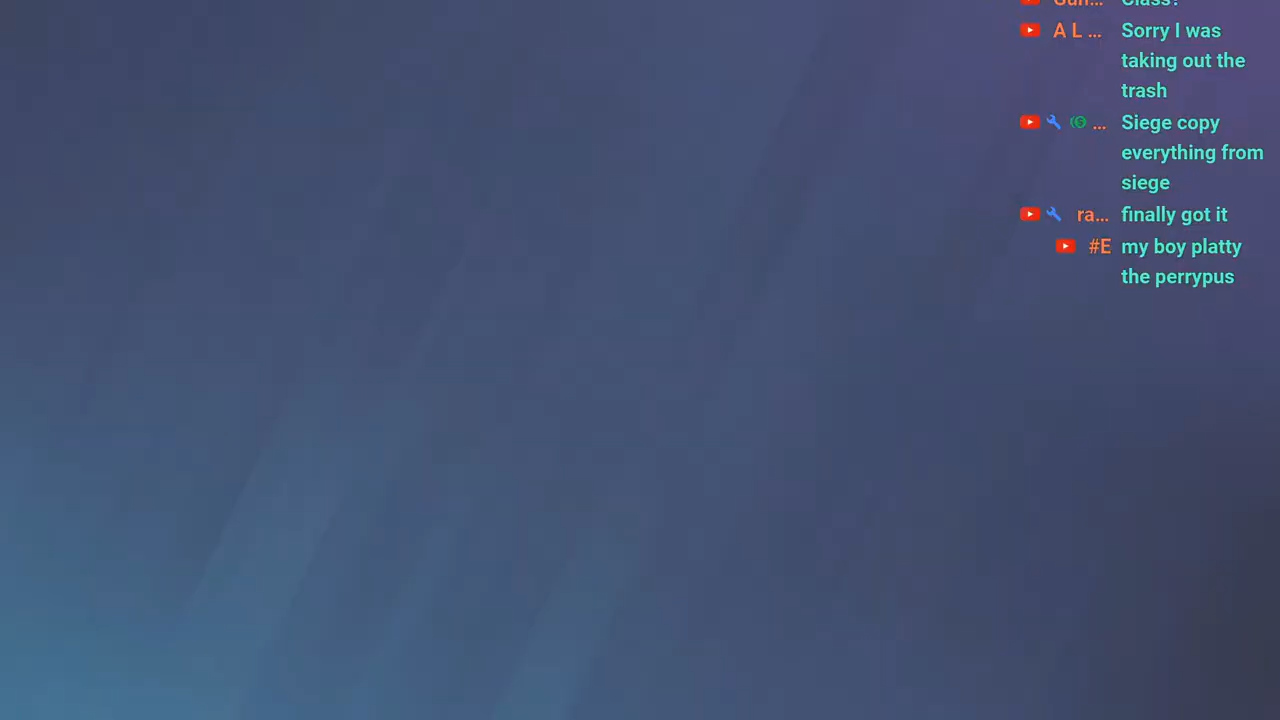 A L ... Sorry I was
taking out the
trash
... Siege copy
everything from
siege
ra... finally got it
#E my boy platty
the perrypus